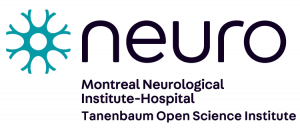 neuro
Montreal Neurological
Institute-Hospital
Tanenbaum Open Science Institute